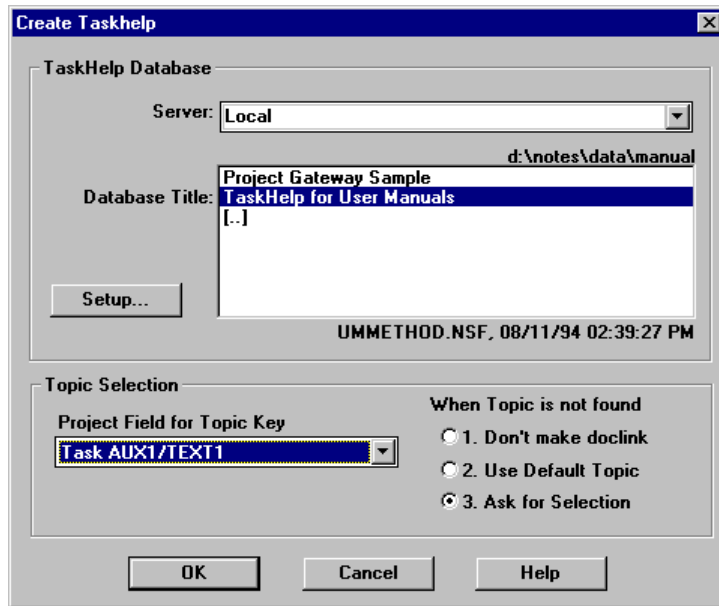 Create Taskhelp
TaskHelp Database
Server: Local
d:\notes\data\manual
Database Title:
Project Gateway Sample
TaskHelp for User Manuals
[..]
Setup...
UMMETHOD.NSF, 08/11/94 02:39:27 PM
Topic Selection
Project Field for Topic Key
Task AUX1/TEXT1
When Topic is not found
1. Don't make doclink
2. Use Default Topic
3. Ask for Selection
OK Cancel Help